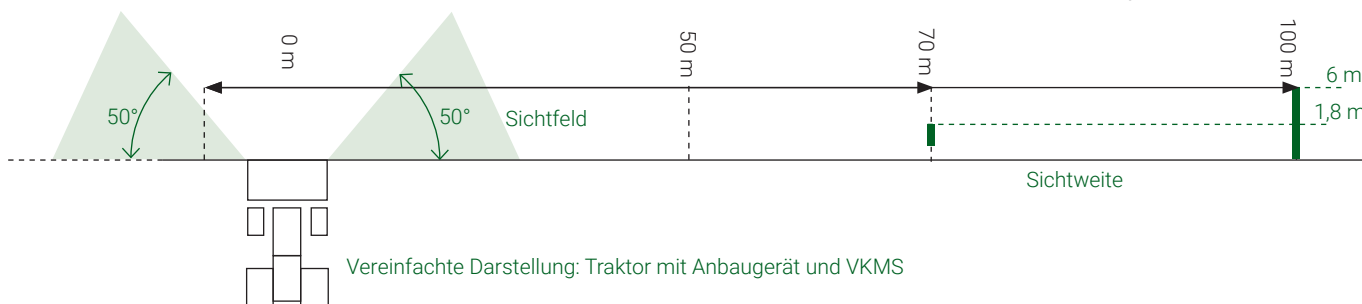 0 m
50 m
70 m
100 m
6 m
1,8 m
50°
50°
Sichtfeld
Sichtweite
Vereinfachte Darstellung: Traktor mit Anbaugerät und VKMS